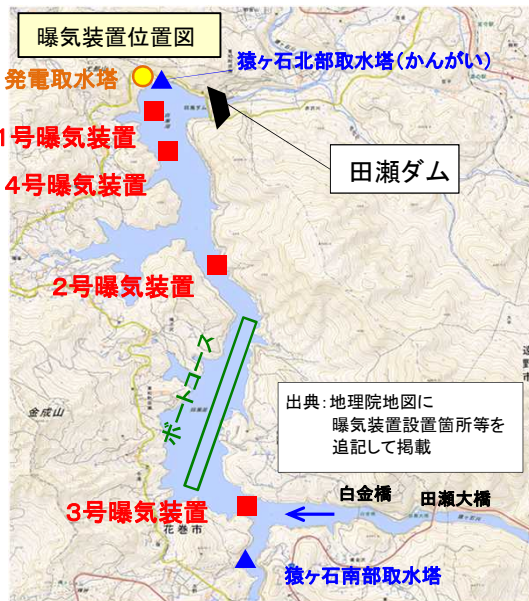 曝気装置位置図
猿ヶ石北部取水塔(かんがい)
発電取水塔
田瀬ダム
1号曝気装置
4号曝気装置
2号曝気装置
ボートコース
金成山
出典:地理院地図に
曝気装置設置箇所等を
追記して掲載
白金橋
田瀬大橋
3号曝気装置
花巻市
猿ヶ石南部取水塔